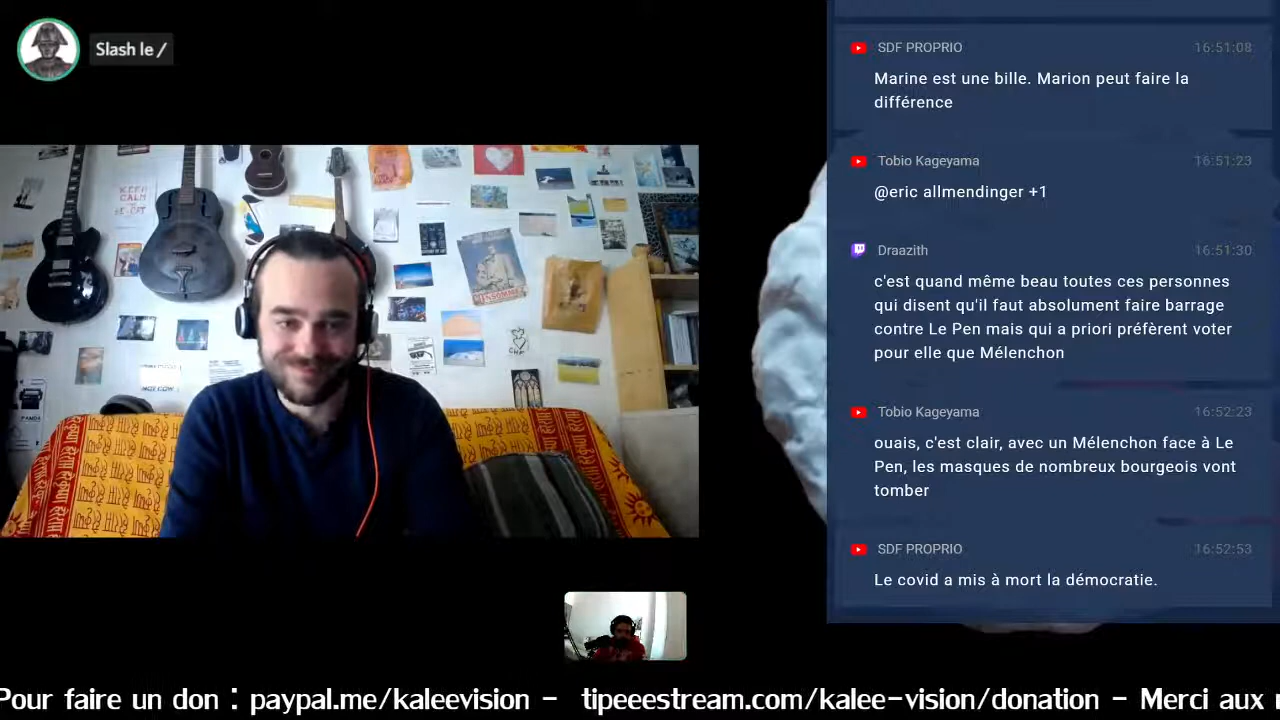 Slash le /
SDF PROPRIO 16:51:08
Marine est une bille. Marion peut faire la
différence
Tobio Kageyama 16:51:23
@eric allmendinger +1
Draazith 16:51:30
c'est quand même beau toutes ces personnes
qui disent qu'il faut absolument faire barrage
contre Le Pen mais qui a priori préfèrent voter
pour elle que Mélenchon
Tobio Kageyama 16:52:23
ouais, c'est clair, avec un Mélenchon face à Le
Pen, les masques de nombreux bourgeois vont
tomber
SDF PROPRIO 16:52:53
Le covid a mis à mort la démocratie.
KEEP
CALM
INSOMNIE
PANDA
Pour faire un don : paypal.me/kaleevision - tipeeestream.com/kalee-vision/donation - Merci aux